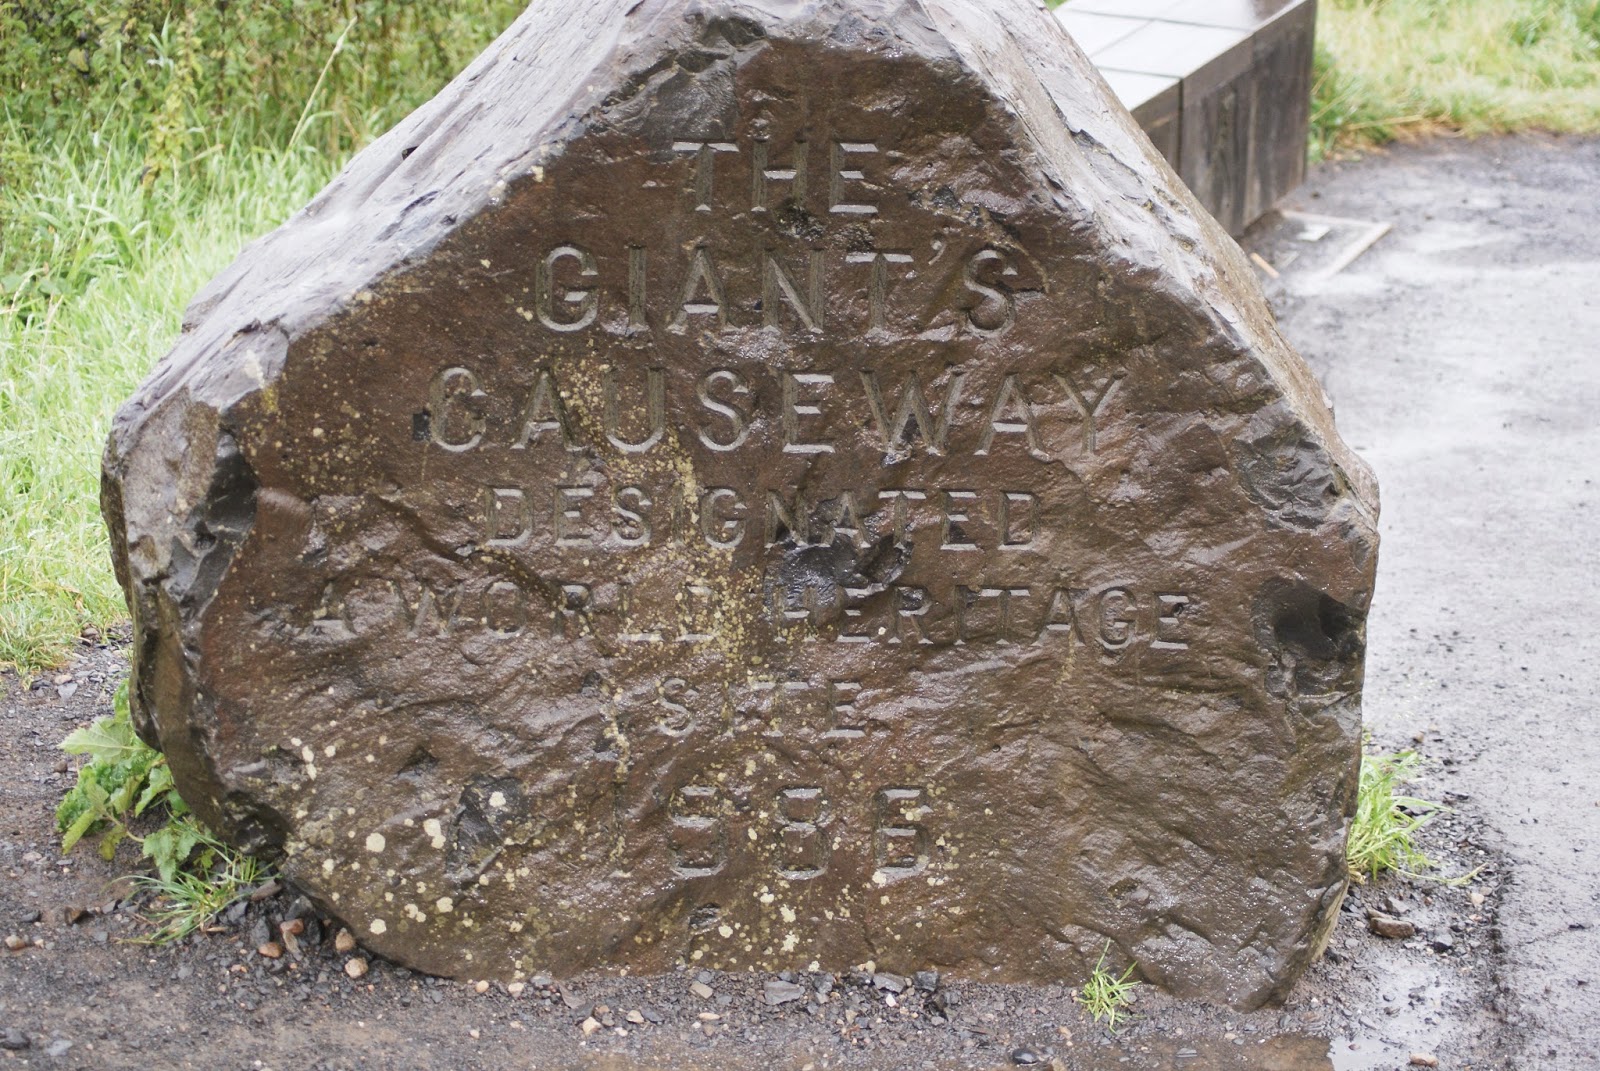 THE
GIANT'S
CAUSEWAY
DESIGNATED
A WORLD HERITAGE
SITE
1986